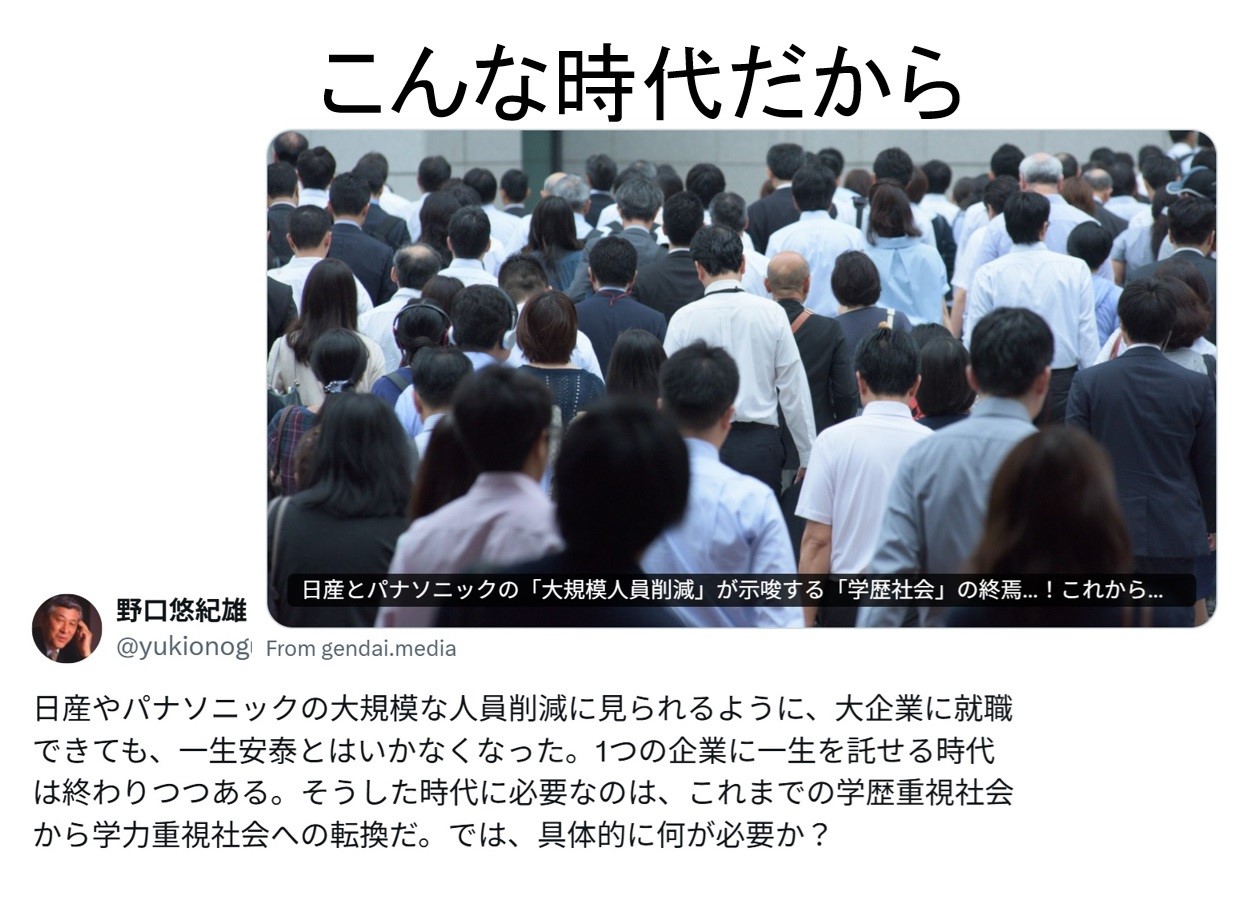 こんな時代だから
日産とパナソニックの「大規模人員削減」が示唆する「学歴社会」の終焉...！これから...
野口悠紀雄
@yukionog
From gendai.media
日産やパナソニックの大規模な人員削減に見られるように、大企業に就職
できても、一生安泰とはいかなくなった。1つの企業に一生を託せる時代
は終わりつつある。そうした時代に必要なのは、これまでの学歴重視社会
から学力重視社会への転換だ。では、具体的に何が必要か？